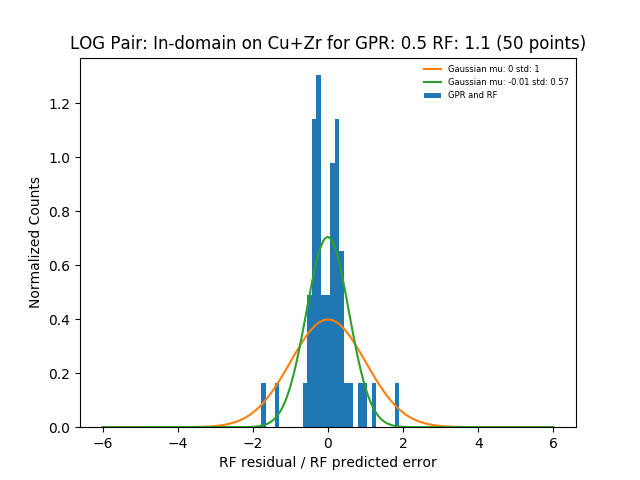 LOG Pair: In-domain on Cu+Zr for GPR: 0.5 RF: 1.1 (50 points)
Gaussian mu: 0 std: 1
Gaussian mu: -0.01 std: 0.57
GPR and RF
Normalized Counts
1.2
1.0
0.8
0.6
0.4
0.2
0.0
−6 −4 −2 0 2 4 6
RF residual / RF predicted error